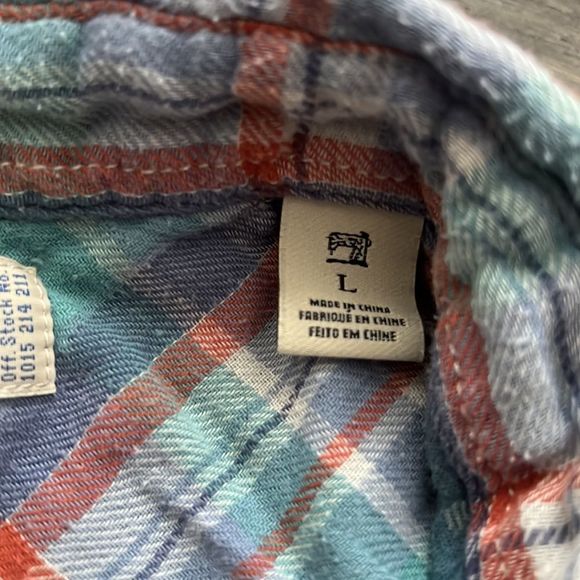 Off. Stock No.
1015 214 211
L
MADE IN CHINA
FABRIQUE EN CHINE
FEITO EM CHINE